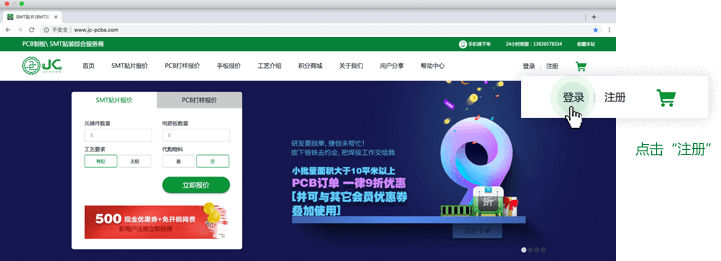 SMT贴片|SMT
不安全 | www.jc-pcba.com
PCB制板\ SMT贴装综合服务商
手机端下单 24小时客服：13826578334 收藏本站
JC
首页 SMT贴片报价 PCB打样报价 手板报价 工艺介绍 积分商城 关于我们 用户分享 帮助中心 登录 注册
登录 注册
点击“注册”
SMT贴片报价 PCB打样报价
元器件数量 电路板数量
0 0
工艺要求 代购物料
有铅 无铅 是 否
立即报价
500 现金优惠券+免开钢网费
新用户注册立即获得
研发要脱单, 捷创来帮忙!
放下烙铁去约会, 把焊接工作交给我
小批量面积大于10平米以上
PCB订单 一律9折优惠
[并可与其它会员优惠券
叠加使用]